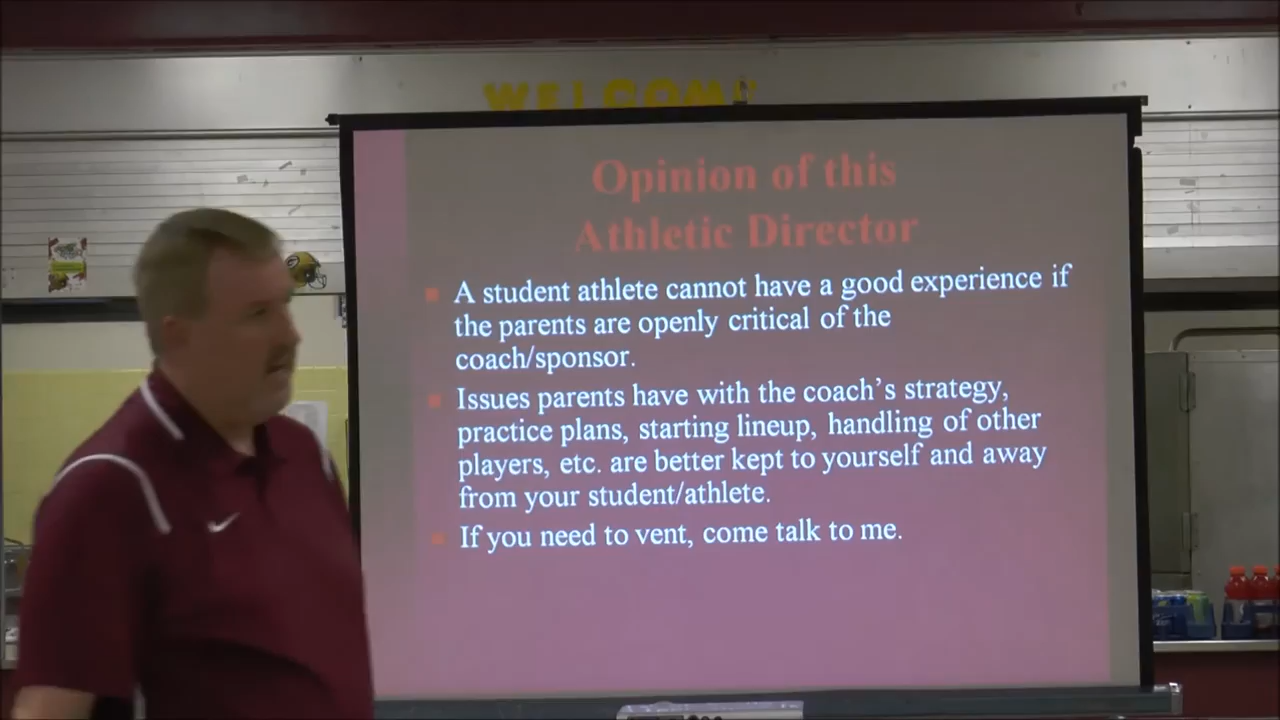 WELCOME
Opinion of this
Athletic Director
A student athlete cannot have a good experience if
the parents are openly critical of the
coach/sponsor.
Issues parents have with the coach’s strategy,
practice plans, starting lineup, handling of other
players, etc. are better kept to yourself and away
from your student/athlete.
If you need to vent, come talk to me.